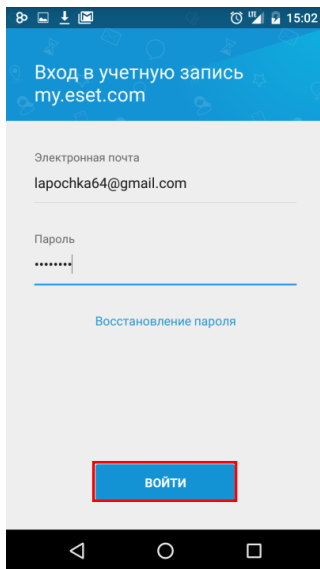 15:02
Вход в учетную запись
my.eset.com
Электронная почта
lapochka64@gmail.com
Пароль
••••••••
Восстановление пароля
ВОЙТИ